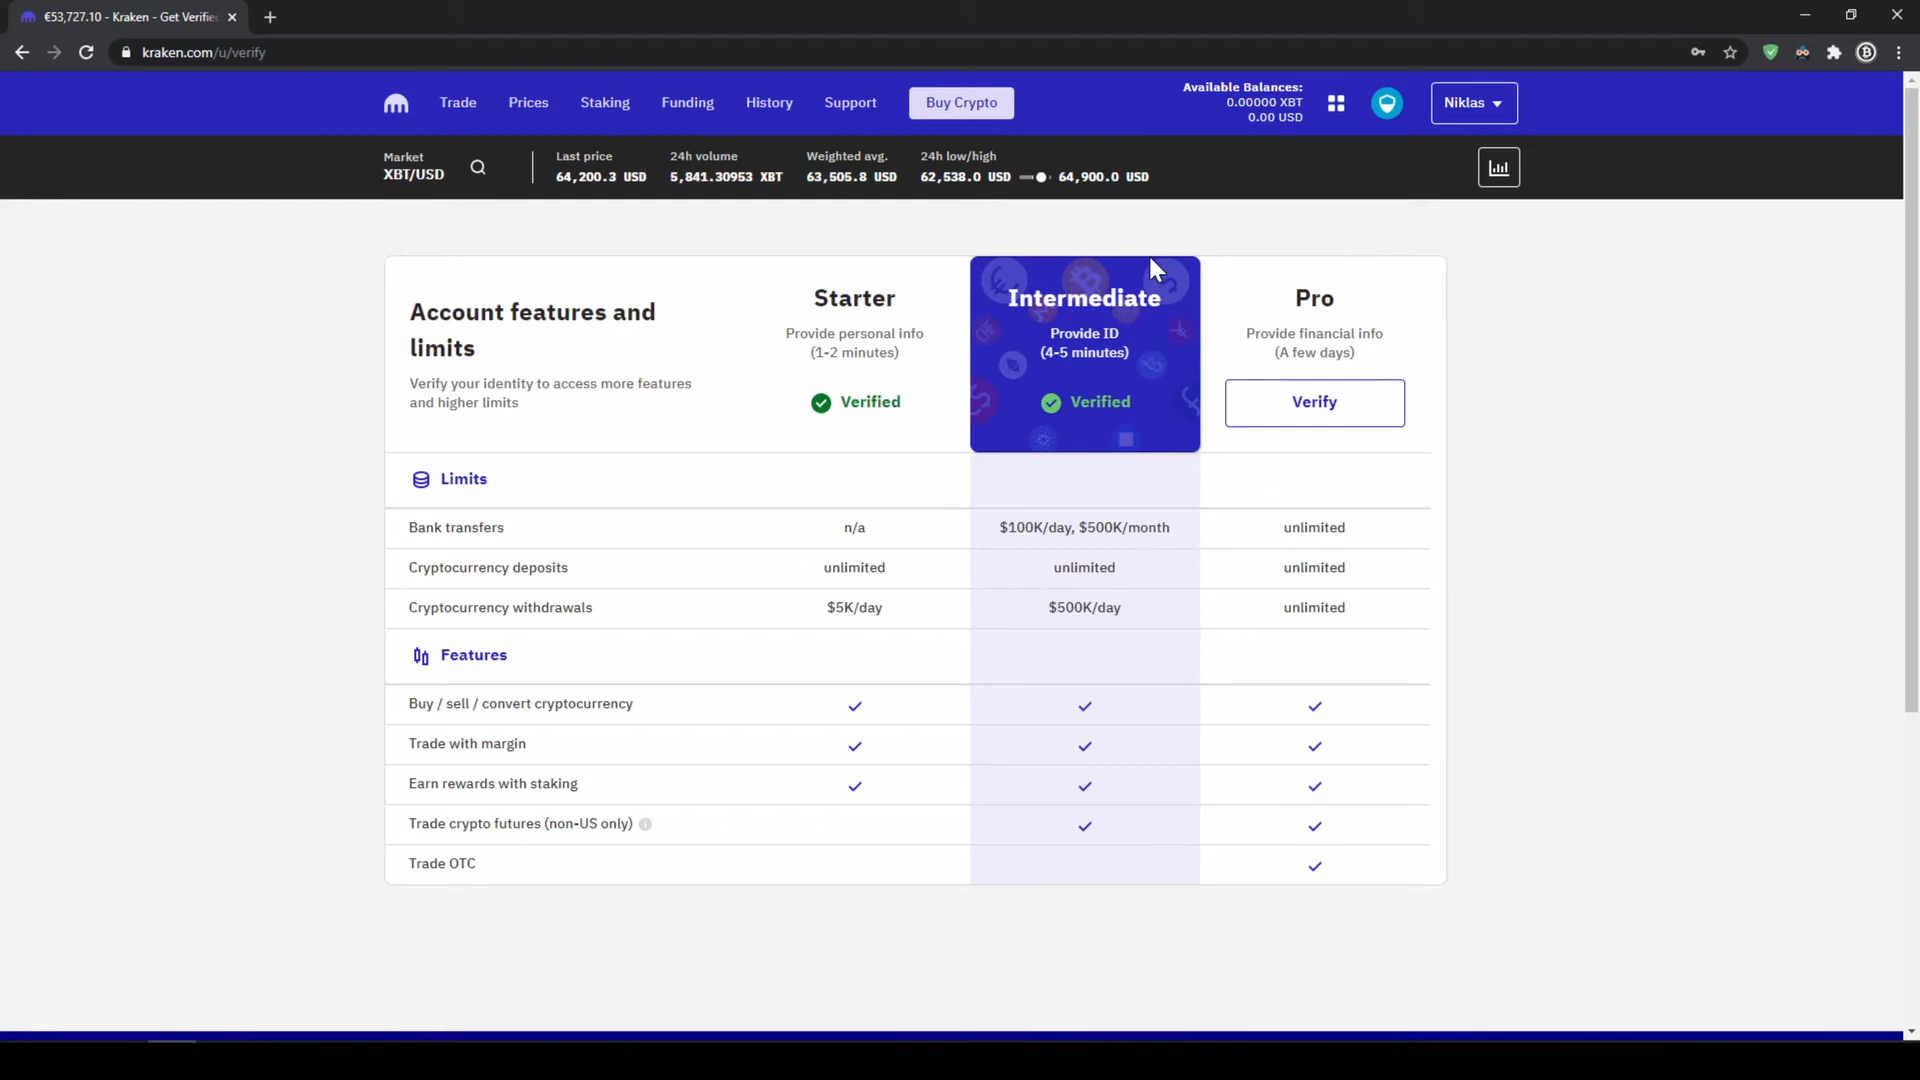 €53,727.10 - Kraken - Get Verified
kraken.com/u/verify
Trade
Prices
Staking
Funding
History
Support
Buy Crypto
Available Balances:
0.00000 XBT
0.00 USD
Niklas
Market
XBT/USD
Last price
64,200.3 USD
24h volume
5,841.30953 XBT
Weighted avg.
63,505.8 USD
24h low/high
62,538.0 USD
64,900.0 USD
Account features and
limits
Verify your identity to access more features
and higher limits
Starter
Provide personal info
(1-2 minutes)
Verified
Intermediate
Provide ID
(4-5 minutes)
Verified
Pro
Provide financial info
(A few days)
Verify
Limits
Bank transfers n/a $100K/day, $500K/month unlimited
Cryptocurrency deposits unlimited unlimited unlimited
Cryptocurrency withdrawals $5K/day $500K/day unlimited
Features
Buy / sell / convert cryptocurrency
Trade with margin
Earn rewards with staking
Trade crypto futures (non-US only)
Trade OTC